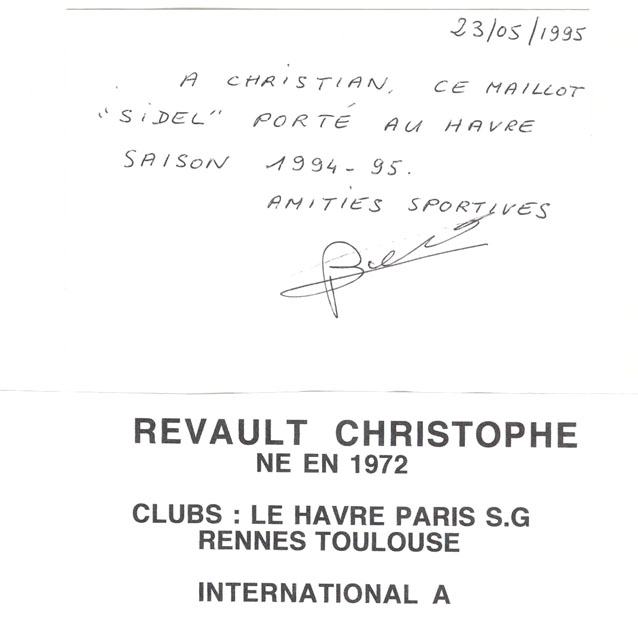 23/05/1995
A CHRISTIAN, CE MAILLOT
"SIDEL" PORTÉ AU HAVRE
SAISON 1994-95.
AMITIES SPORTIVES
REVAULT CHRISTOPHE
NE EN 1972
CLUBS : LE HAVRE PARIS S.G
RENNES TOULOUSE
INTERNATIONAL A